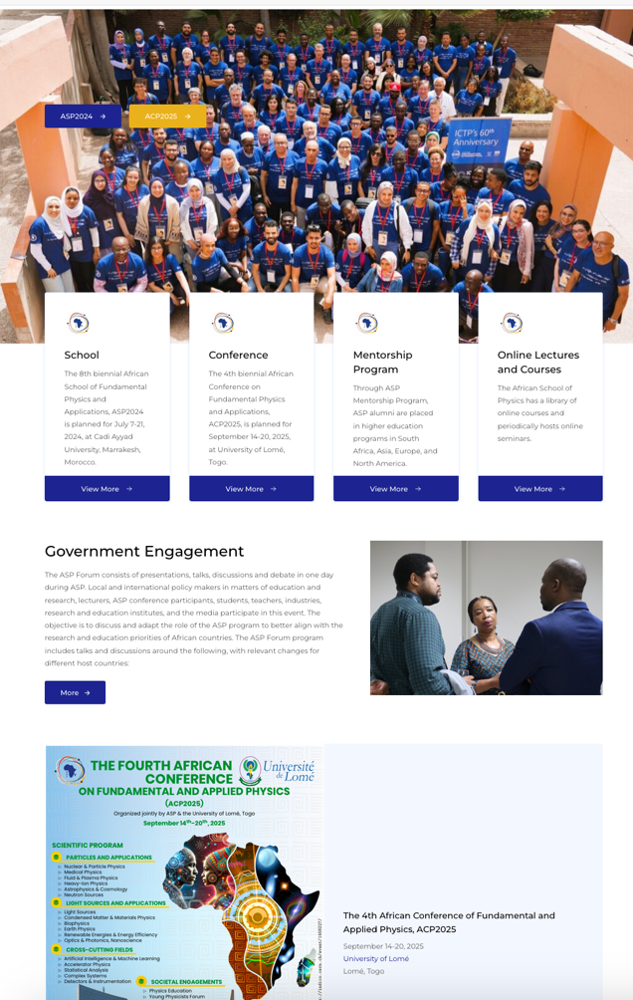 ASP2024 →
ACP2025 →
ICTP's 60th
Anniversary
School
The 8th biennial African
School of Fundamental
Physics and
Applications, ASP2024
is planned for July 7-21,
2024, at Cadi Ayyad
University, Marrakesh,
Morocco.
View More →
Conference
The 4th biennial African
Conference on
Fundamental Physics
and Applications,
ACP2025, is planned for
September 14-20, 2025,
at University of Lomé,
Togo.
View More →
Mentorship
Program
Through ASP
Mentorship Program,
ASP alumni are placed
in higher education
programs in South
Africa, Asia, Europe, and
North America.
View More →
Online Lectures
and Courses
The African School of
Physics has a library of
online courses and
periodically hosts online
seminars.
View More →
Government Engagement
The ASP Forum consists of presentations, talks, discussions and debate in one day
during ASP. Local and international policy makers in matters of education and
research, lecturers, ASP conference participants, students, teachers, industries,
research and education institutes, and the media participate in this event. The
objective is to discuss and adapt the role of the ASP program to better align with the
research and education priorities of African countries. The ASP Forum program
includes talks and discussions around the following, with relevant changes for
different host countries:
More →
THE FOURTH AFRICAN
CONFERENCE
ON FUNDAMENTAL AND APPLIED PHYSICS
(ACP2025)
Université
de Lomé
Organized jointly by ASP & the University of Lomé, Togo
September 14th-20th, 2025
SCIENTIFIC PROGRAM
PARTICLES AND APPLICATIONS
Nuclear & Particle Physics
Medical Physics
Fluid & Plasma Physics
Heavy-Ion Physics
Astrophysics & Cosmology
Neutron Sources
LIGHT SOURCES AND APPLICATIONS
Light Sources
Condensed Matter & Materials Physics
Biophysics
Earth Physics
Renewable Energies & Energy Efficiency
Optics & Photonics, Nanoscience
CROSS-CUTTING FIELDS
Artificial Intelligence & Machine Learning
Accelerator Physics
Statistical Analysis
Complex Systems
Detectors & Instrumentation
SOCIETAL ENGAGEMENTS
Physics Education
Young Physicists Forum
The 4th African Conference of Fundamental and
Applied Physics, ACP2025
September 14-20, 2025
University of Lomé
Lomé, Togo